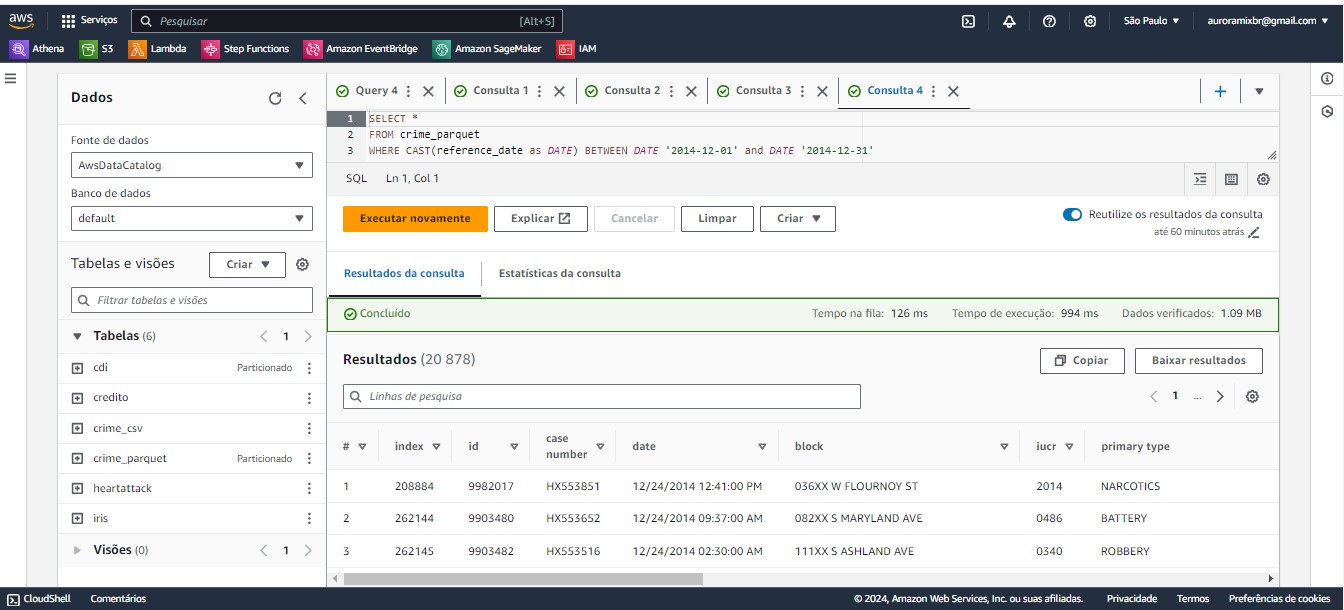 aws Serviços Pesquisar [Alt+S] São Paulo auroramixbr@gmail.com
Athena S3 Lambda Step Functions Amazon EventBridge Amazon SageMaker IAM
Dados
Fonte de dados
AwsDataCatalog
Banco de dados
default
Tabelas e visões Criar
Filtrar tabelas e visões
Tabelas (6) 1
cdi Particionado
credito
crime_csv
crime_parquet Particionado
heartattack
iris
Visões (0) 1
Query 4 Consulta 1 Consulta 2 Consulta 3 Consulta 4
1 SELECT *
2 FROM crime_parquet
3 WHERE CAST(reference_date as DATE) BETWEEN DATE '2014-12-01' and DATE '2014-12-31'
SQL Ln 1, Col 1
Executar novamente Explicar Cancelar Limpar Criar
Reutilize os resultados da consulta
até 60 minutos atrás
Resultados da consulta Estatísticas da consulta
Concluído Tempo na fila: 126 ms Tempo de execução: 994 ms Dados verificados: 1.09 MB
Resultados (20 878) Copiar Baixar resultados
Linhas de pesquisa 1 ...
# index id case number date block iucr primary type
1 208884 9982017 HX553851 12/24/2014 12:41:00 PM 036XX W FLOURNOY ST 2014 NARCOTICS
2 262144 9903480 HX553652 12/24/2014 09:37:00 AM 082XX S MARYLAND AVE 0486 BATTERY
3 262145 9903482 HX553516 12/24/2014 02:30:00 AM 111XX S ASHLAND AVE 0340 ROBBERY
CloudShell Comentários © 2024, Amazon Web Services, Inc. ou suas afiliadas. Privacidade Termos Preferências de cookies